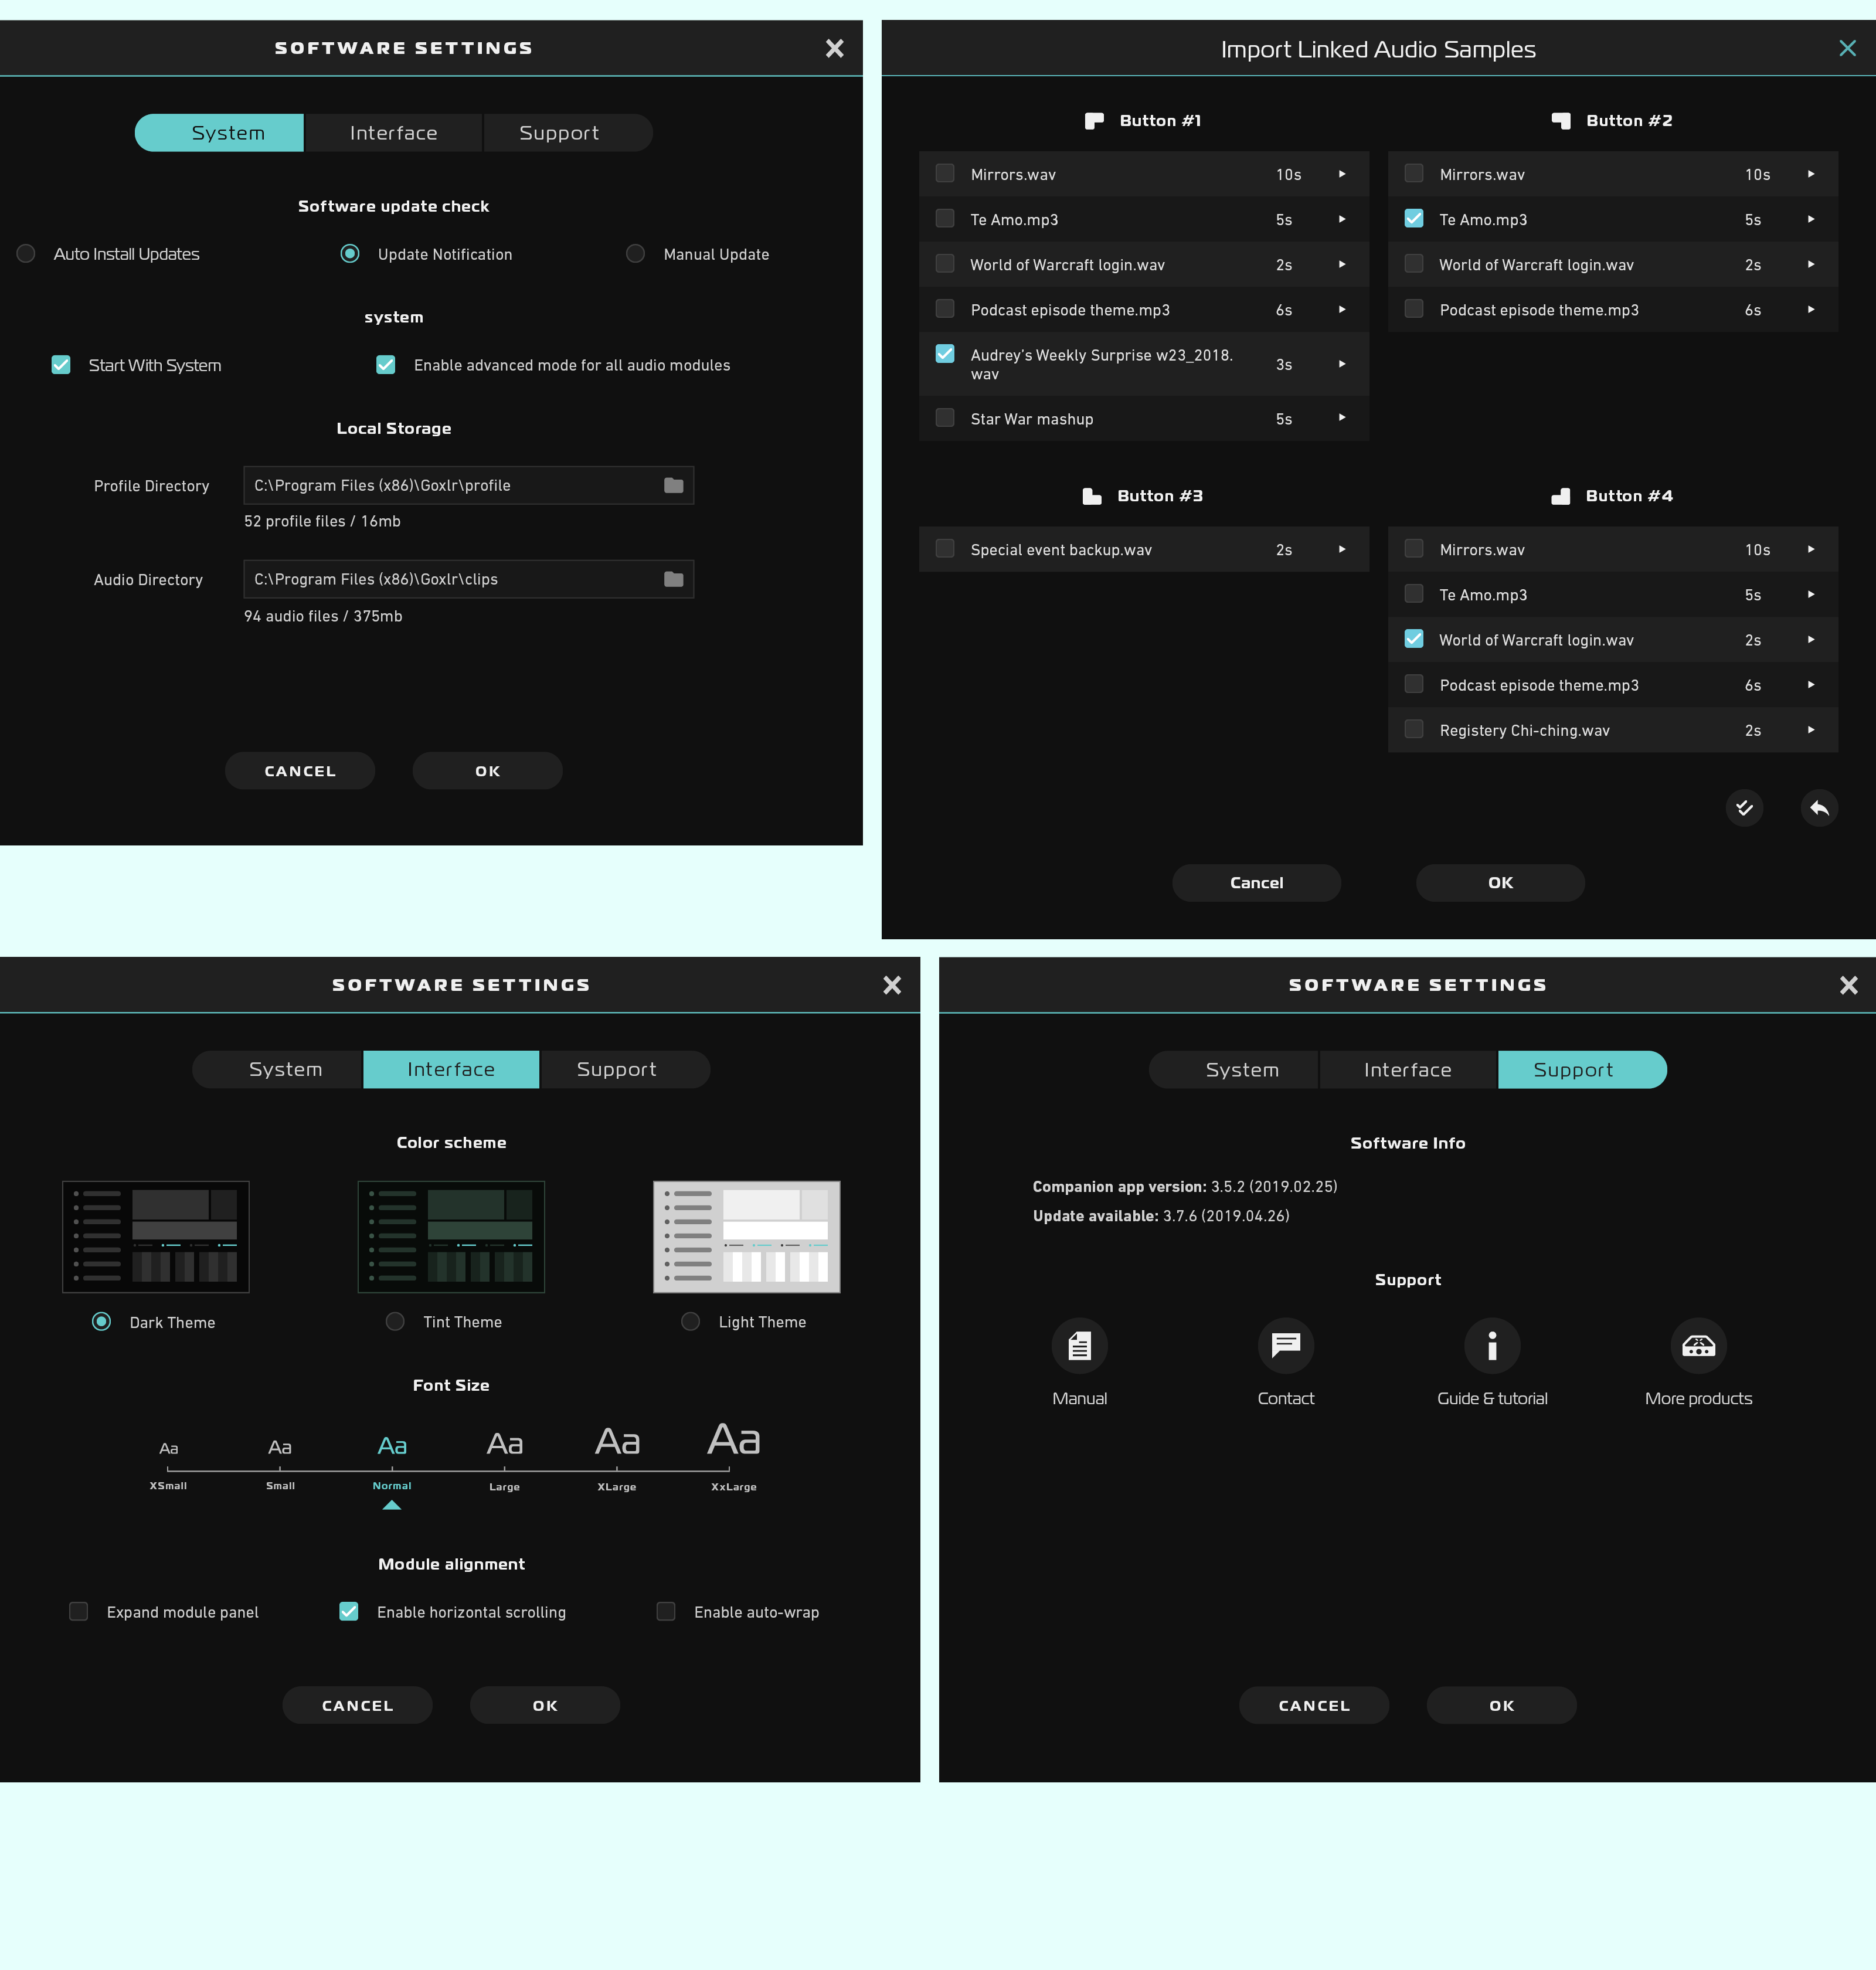 SOFTWARE SETTINGS
System Interface Support
Software update check
Auto Install Updates Update Notification Manual Update
system
Start With System Enable advanced mode for all audio modules
Local Storage
Profile Directory C:\Program Files (x86)\Goxlr\profile
52 profile files / 16mb
Audio Directory C:\Program Files (x86)\Goxlr\clips
94 audio files / 375mb
CANCEL OK
Import Linked Audio Samples
Button #1
Mirrors.wav 10s
Te Amo.mp3 5s
World of Warcraft login.wav 2s
Podcast episode theme.mp3 6s
Audrey's Weekly Surprise w23_2018.
wav 3s
Star War mashup 5s
Button #2
Mirrors.wav 10s
Te Amo.mp3 5s
World of Warcraft login.wav 2s
Podcast episode theme.mp3 6s
Button #3
Special event backup.wav 2s
Button #4
Mirrors.wav 10s
Te Amo.mp3 5s
World of Warcraft login.wav 2s
Podcast episode theme.mp3 6s
Registery Chi-ching.wav 2s
Cancel OK
SOFTWARE SETTINGS
System Interface Support
Color scheme
Dark Theme Tint Theme Light Theme
Font Size
Aa Aa Aa Aa Aa Aa
XSmall Small Normal Large XLarge XxLarge
Module alignment
Expand module panel Enable horizontal scrolling Enable auto-wrap
CANCEL OK
SOFTWARE SETTINGS
System Interface Support
Software Info
Companion app version: 3.5.2 (2019.02.25)
Update available: 3.7.6 (2019.04.26)
Support
Manual Contact Guide & tutorial More products
CANCEL OK